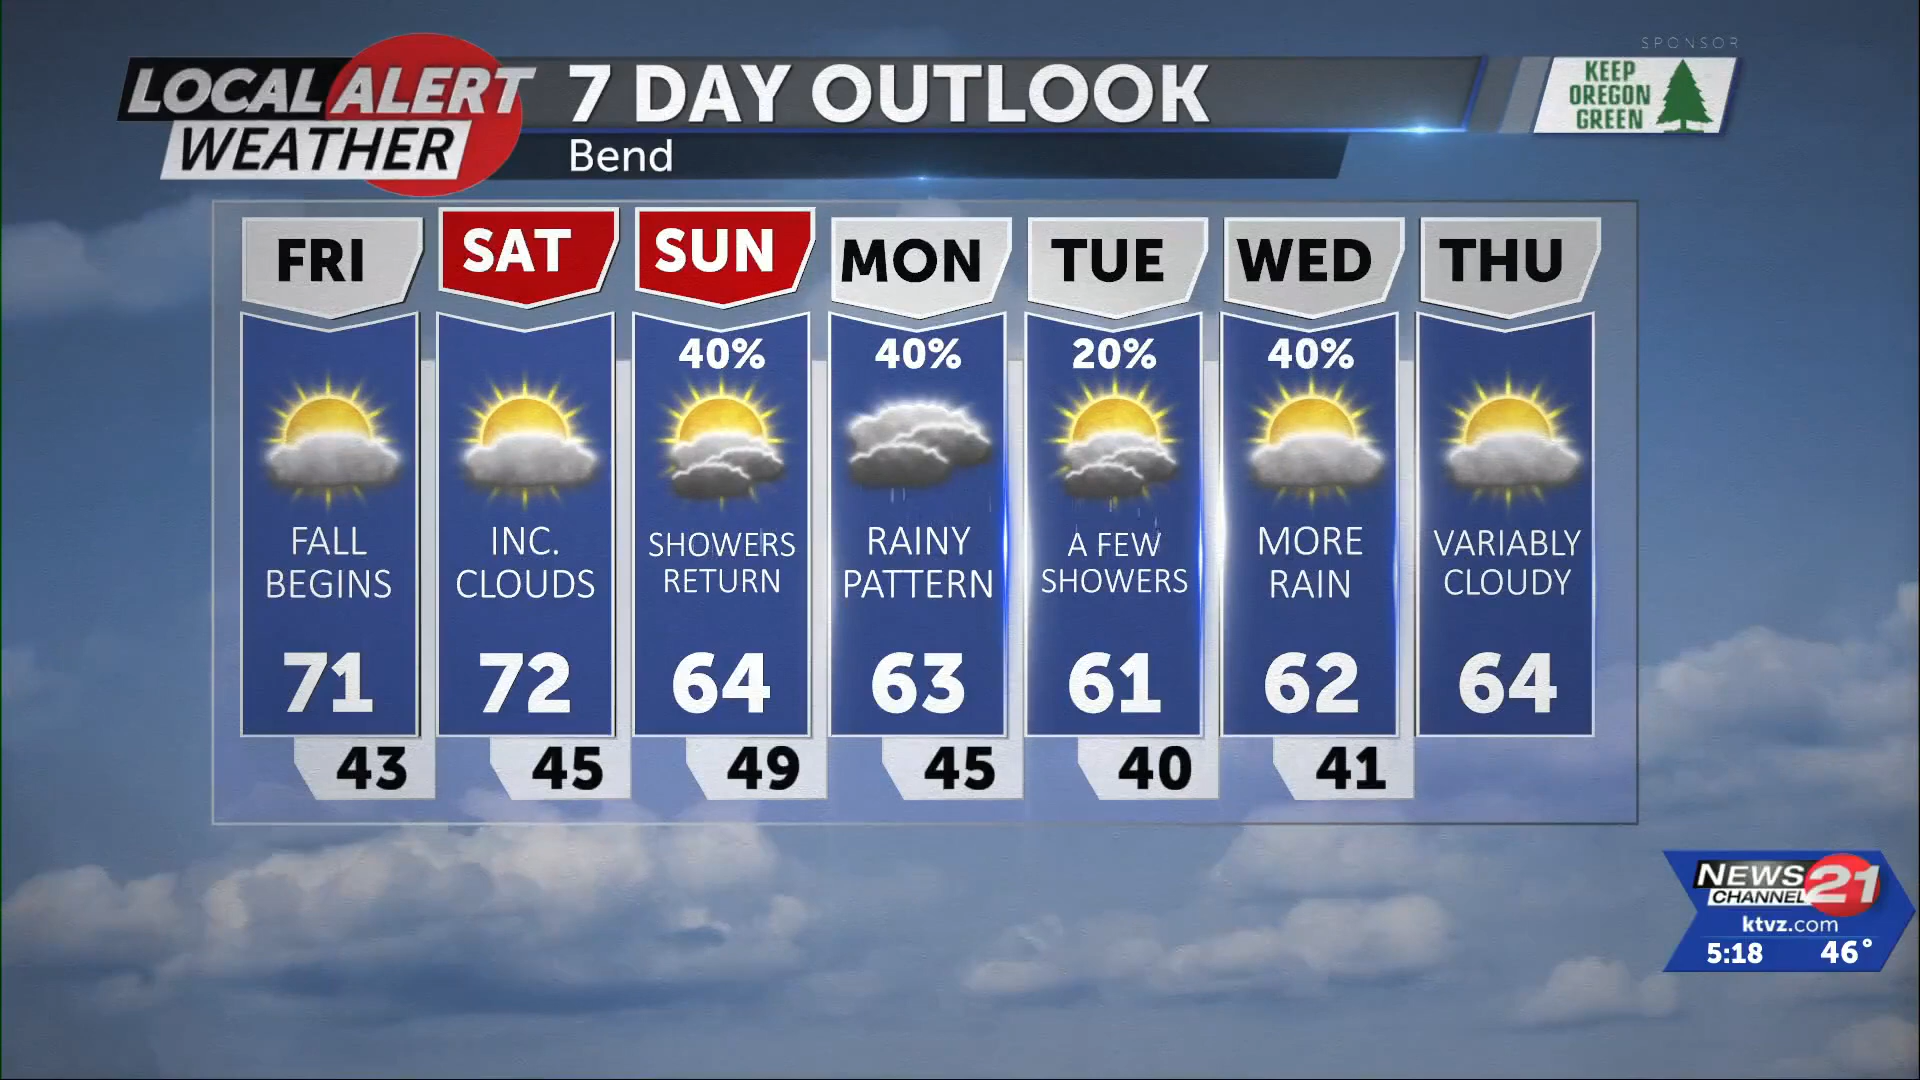 SPONSOR
LOCAL ALERT
WEATHER
7 DAY OUTLOOK
Bend
KEEP
OREGON
GREEN
FRI
SAT
SUN
MON
TUE
WED
THU
40%
40%
20%
40%
FALL
BEGINS
INC.
CLOUDS
SHOWERS
RETURN
RAINY
PATTERN
A FEW
SHOWERS
MORE
RAIN
VARIABLY
CLOUDY
71
72
64
63
61
62
64
43
45
49
45
40
41
NEWS
CHANNEL
21
ktvz.com
5:18
46°